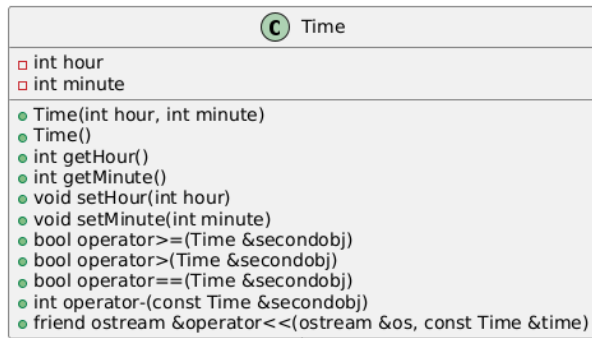 C Time
int hour
int minute
Time(int hour, int minute)
Time()
int getHour()
int getMinute()
void setHour(int hour)
void setMinute(int minute)
bool operator>=(Time &secondobj)
bool operator>(Time &secondobj)
bool operator==(Time &secondobj)
int operator-(const Time &secondobj)
friend ostream &operator<<(ostream &os, const Time &time)